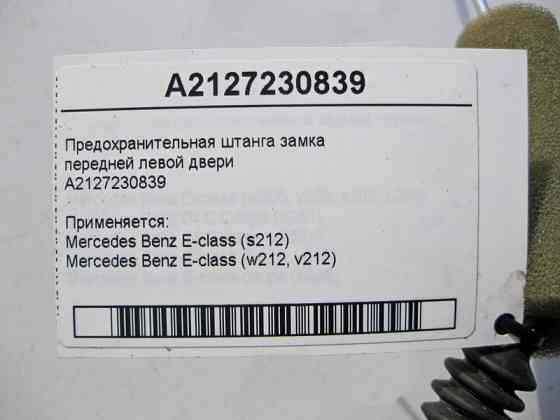 A2127230839
Предохранительная штанга замка
передней левой двери
A2127230839
Применяется:
Mercedes Benz E-class (s212)
Mercedes Benz E-class (w212, v212)